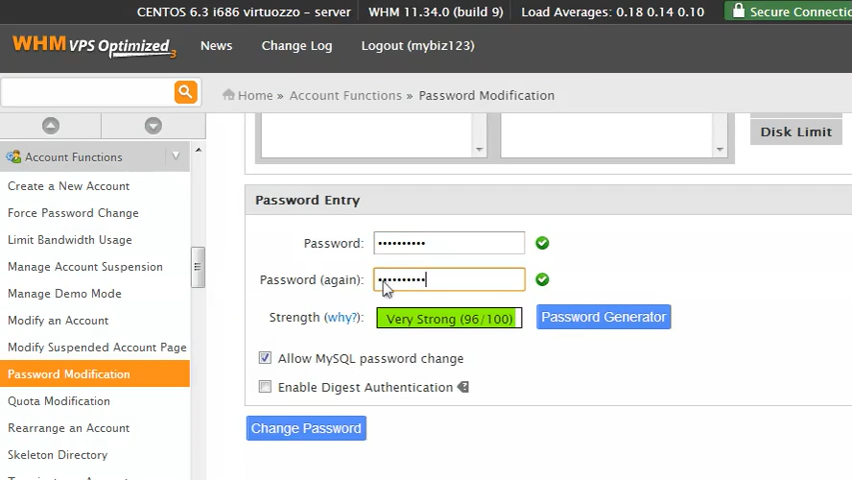 CENTOS 6.3 i686 virtuozzo – server WHM 11.34.0 (build 9) Load Averages: 0.18 0.14 0.10 Secure Connectio
WHM VPS Optimized 3 News Change Log Logout (mybiz123)
Home » Account Functions » Password Modification
Disk Limit
Account Functions
Create a New Account
Force Password Change
Limit Bandwidth Usage
Manage Account Suspension
Manage Demo Mode
Modify an Account
Modify Suspended Account Page
Password Modification
Quota Modification
Rearrange an Account
Skeleton Directory
Password Entry
Password: ••••••••••
Password (again): ••••••••••
Strength (why?): Very Strong (96/100) Password Generator
Allow MySQL password change
Enable Digest Authentication ?
Change Password